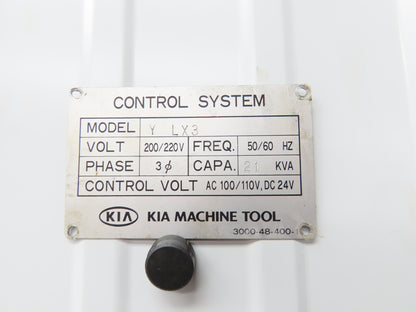 CONTROL SYSTEM
MODEL Y LX3
VOLT 200/220V FREQ. 50/60 HZ
PHASE 3ø CAPA. 21 KVA
CONTROL VOLT AC 100/110V, DC 24V
KIA KIA MACHINE TOOL
3000-48-400-